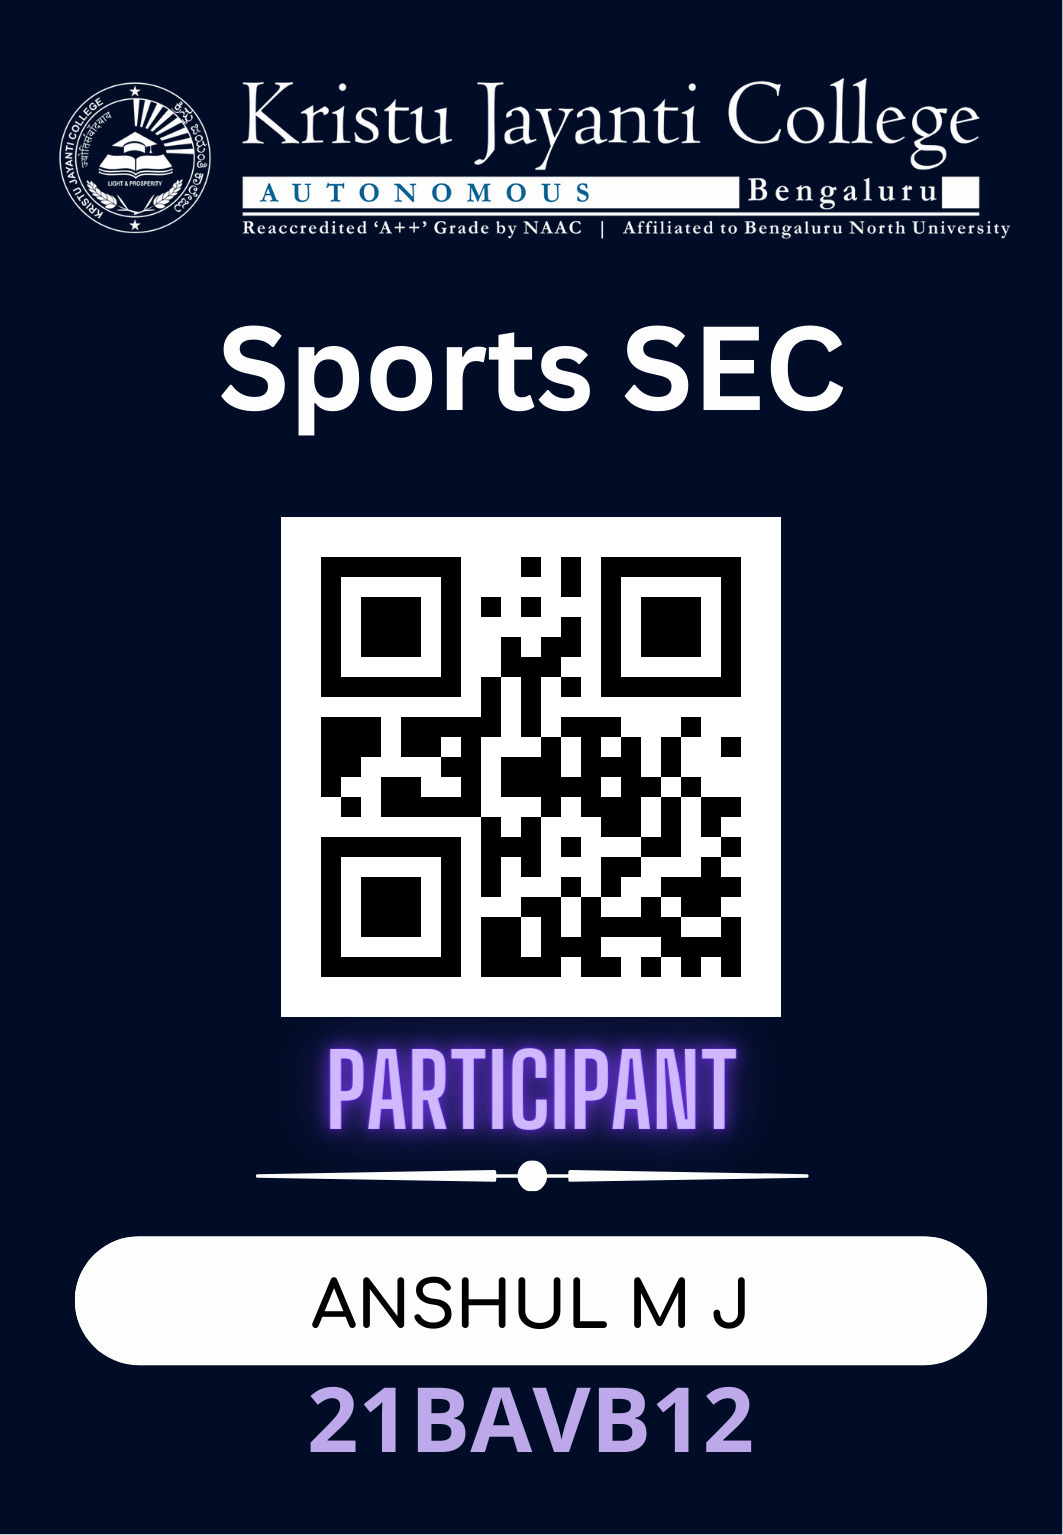 Kristu Jayanti College
AUTONOMOUS Bengaluru
Reaccredited ‘A++’ Grade by NAAC | Affiliated to Bengaluru North University
KRISTU JAYANTI COLLEGE
LIGHT & PROSPERITY
Sports SEC
PARTICIPANT
ANSHUL M J
21BAVB12